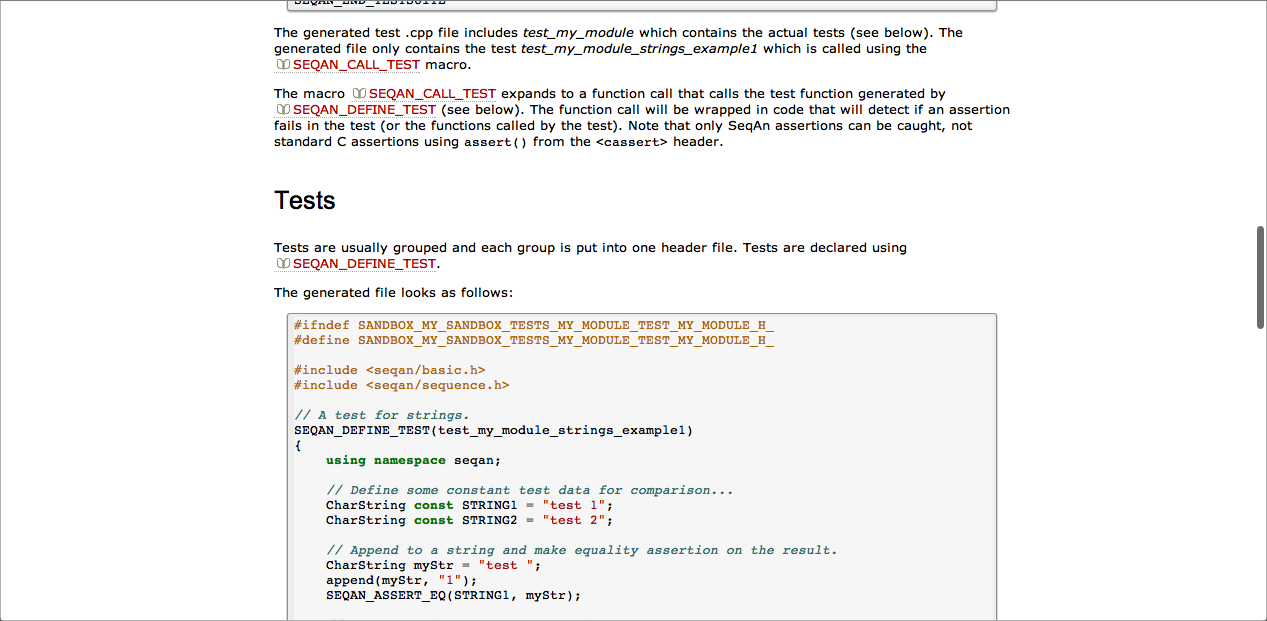 SEQAN_END_TESTSUITE
The generated test .cpp file includes test_my_module which contains the actual tests (see below). The
generated file only contains the test test_my_module_strings_example1 which is called using the
SEQAN_CALL_TEST macro.
The macro SEQAN_CALL_TEST expands to a function call that calls the test function generated by
SEQAN_DEFINE_TEST (see below). The function call will be wrapped in code that will detect if an assertion
fails in the test (or the functions called by the test). Note that only SeqAn assertions can be caught, not
standard C assertions using assert() from the <cassert> header.
Tests
Tests are usually grouped and each group is put into one header file. Tests are declared using
SEQAN_DEFINE_TEST.
The generated file looks as follows:
#ifndef SANDBOX_MY_SANDBOX_TESTS_MY_MODULE_TEST_MY_MODULE_H_
#define SANDBOX_MY_SANDBOX_TESTS_MY_MODULE_TEST_MY_MODULE_H_
#include <seqan/basic.h>
#include <seqan/sequence.h>
// A test for strings.
SEQAN_DEFINE_TEST(test_my_module_strings_example1)
{
using namespace seqan;
// Define some constant test data for comparison...
CharString const STRING1 = "test 1";
CharString const STRING2 = "test 2";
// Append to a string and make equality assertion on the result.
CharString myStr = "test ";
append(myStr, "1");
SEQAN_ASSERT_EQ(STRING1, myStr);